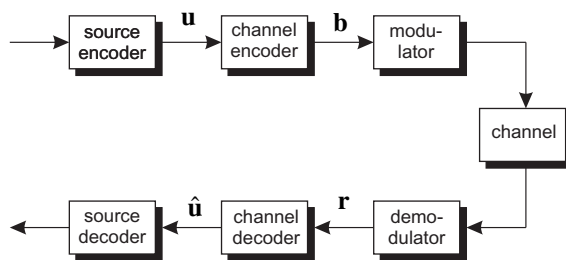 u
b
source
encoder
channel
encoder
modu-
lator
channel
û
r
source
decoder
channel
decoder
demo-
dulator